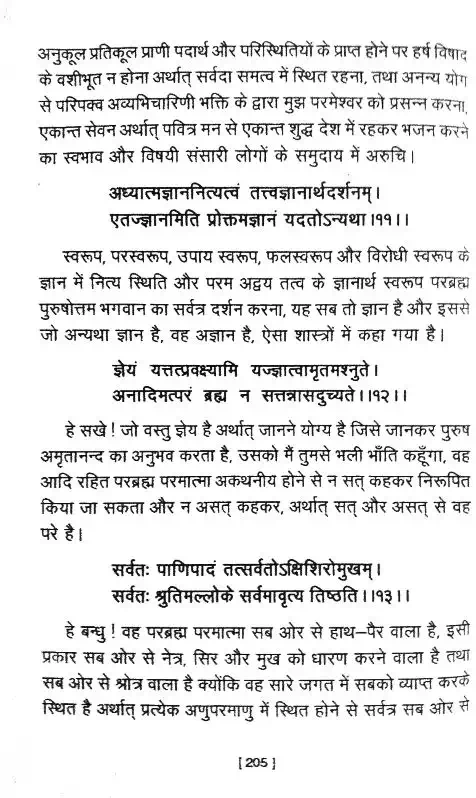 अनुकूल प्रतिकूल प्राणी पदार्थ और परिस्थितियों के प्राप्त होने पर हर्ष विषाद
के वशीभूत न होना अर्थात् सर्वदा समत्व में स्थित रहना, तथा अनन्य योग
से परिपक्व अव्यभिचारिणी भक्ति के द्वारा मुझ परमेश्वर को प्रसन्न करना,
एकान्त सेवन अर्थात् पवित्र मन से एकान्त शुद्ध देश में रहकर भजन करने
का स्वभाव और विषयी संसारी लोगों के समुदाय में अरुचि।
अध्यात्मज्ञाननित्यत्वं तत्त्वज्ञानार्थदर्शनम्।
एतज्ज्ञानमिति प्रोक्तमज्ञानं यदतोऽन्यथा।।११।।
स्वरूप, परस्वरूप, उपाय स्वरूप, फलस्वरूप और विरोधी स्वरूप के
ज्ञान में नित्य स्थिति और परम अद्वय तत्व के ज्ञानार्थ स्वरूप परब्रह्म
पुरुषोत्तम भगवान का सर्वत्र दर्शन करना, यह सब तो ज्ञान है और इससे
जो अन्यथा ज्ञान है, वह अज्ञान है, ऐसा शास्त्रों में कहा गया है।
ज्ञेयं यत्तत्प्रवक्ष्यामि यज्ज्ञात्वामृतमश्नुते।
अनादिमत्परं ब्रह्म न सत्तन्नासदुच्यते।।१२।।
हे सखे! जो वस्तु ज्ञेय है अर्थात् जानने योग्य है जिसे जानकर पुरुष
अमृतानन्द का अनुभव करता है, उसको मैं तुमसे भली भाँति कहूँगा, वह
आदि रहित परब्रह्म परमात्मा अकथनीय होने से न सत् कहकर निरूपित
किया जा सकता और न असत् कहकर, अर्थात् सत् और असत् से वह
परे है।
सर्वतः पाणिपादं तत्सर्वतोऽक्षिशिरोमुखम्।
सर्वतः श्रुतिमल्लोके सर्वमावृत्य तिष्ठति।।१३।।
हे बन्धु! वह परब्रह्म परमात्मा सब ओर से हाथ–पैर वाला है, इसी
प्रकार सब ओर से नेत्र, सिर और मुख को धारण करने वाला है तथा
सब ओर से श्रोत्र वाला है क्योंकि वह सारे जगत में सबको व्याप्त करके
स्थित है अर्थात् प्रत्येक अणुपरमाणु में स्थित होने से सर्वत्र सब ओर से
[ 205 ]